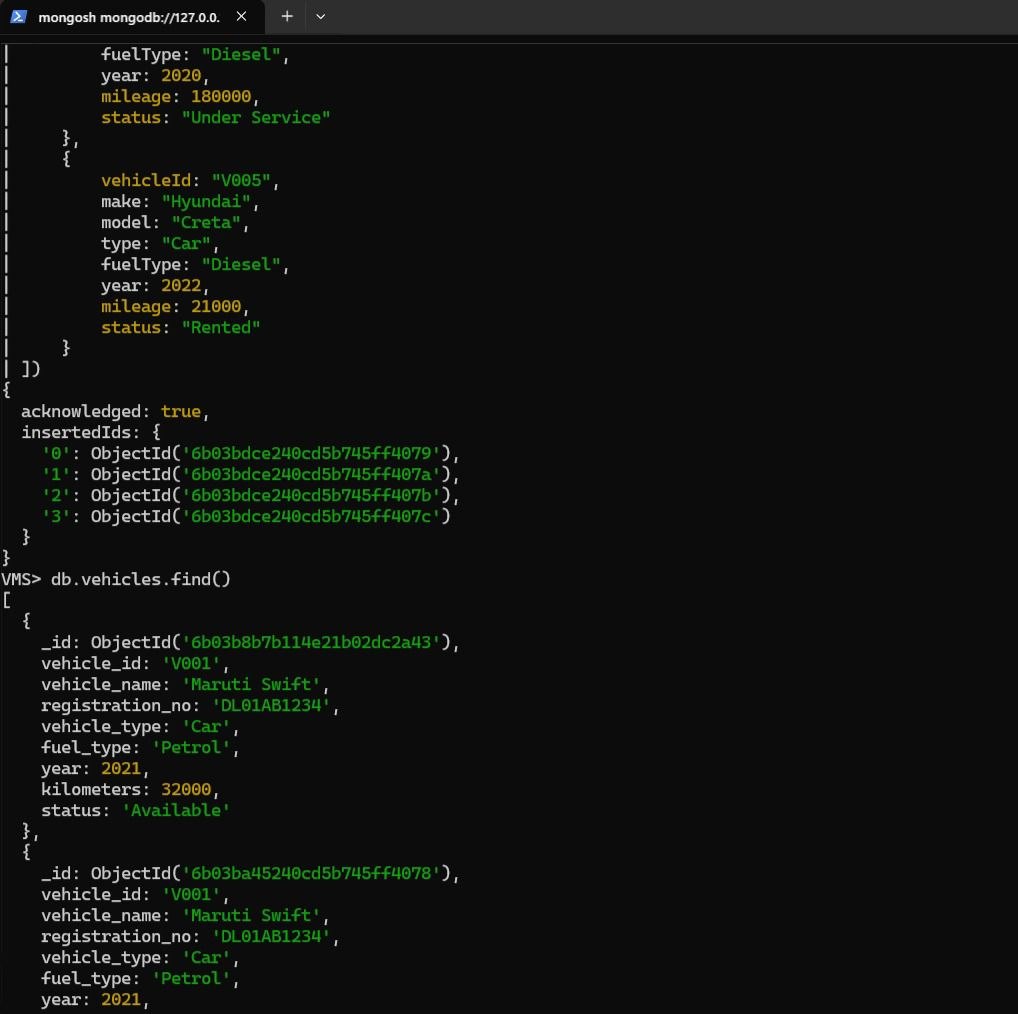 mongosh mongodb://127.0.0.
|         fuelType: "Diesel",
|         year: 2020,
|         mileage: 180000,
|         status: "Under Service"
|     },
|     {
|         vehicleId: "V005",
|         make: "Hyundai",
|         model: "Creta",
|         type: "Car",
|         fuelType: "Diesel",
|         year: 2022,
|         mileage: 21000,
|         status: "Rented"
|     }
| ])
{
  acknowledged: true,
  insertedIds: {
    '0': ObjectId('6b03bdce240cd5b745ff4079'),
    '1': ObjectId('6b03bdce240cd5b745ff407a'),
    '2': ObjectId('6b03bdce240cd5b745ff407b'),
    '3': ObjectId('6b03bdce240cd5b745ff407c')
  }
}
VMS> db.vehicles.find()
[
  {
    _id: ObjectId('6b03b8b7b114e21b02dc2a43'),
    vehicle_id: 'V001',
    vehicle_name: 'Maruti Swift',
    registration_no: 'DL01AB1234',
    vehicle_type: 'Car',
    fuel_type: 'Petrol',
    year: 2021,
    kilometers: 32000,
    status: 'Available'
  },
  {
    _id: ObjectId('6b03ba45240cd5b745ff4078'),
    vehicle_id: 'V001',
    vehicle_name: 'Maruti Swift',
    registration_no: 'DL01AB1234',
    vehicle_type: 'Car',
    fuel_type: 'Petrol',
    year: 2021,